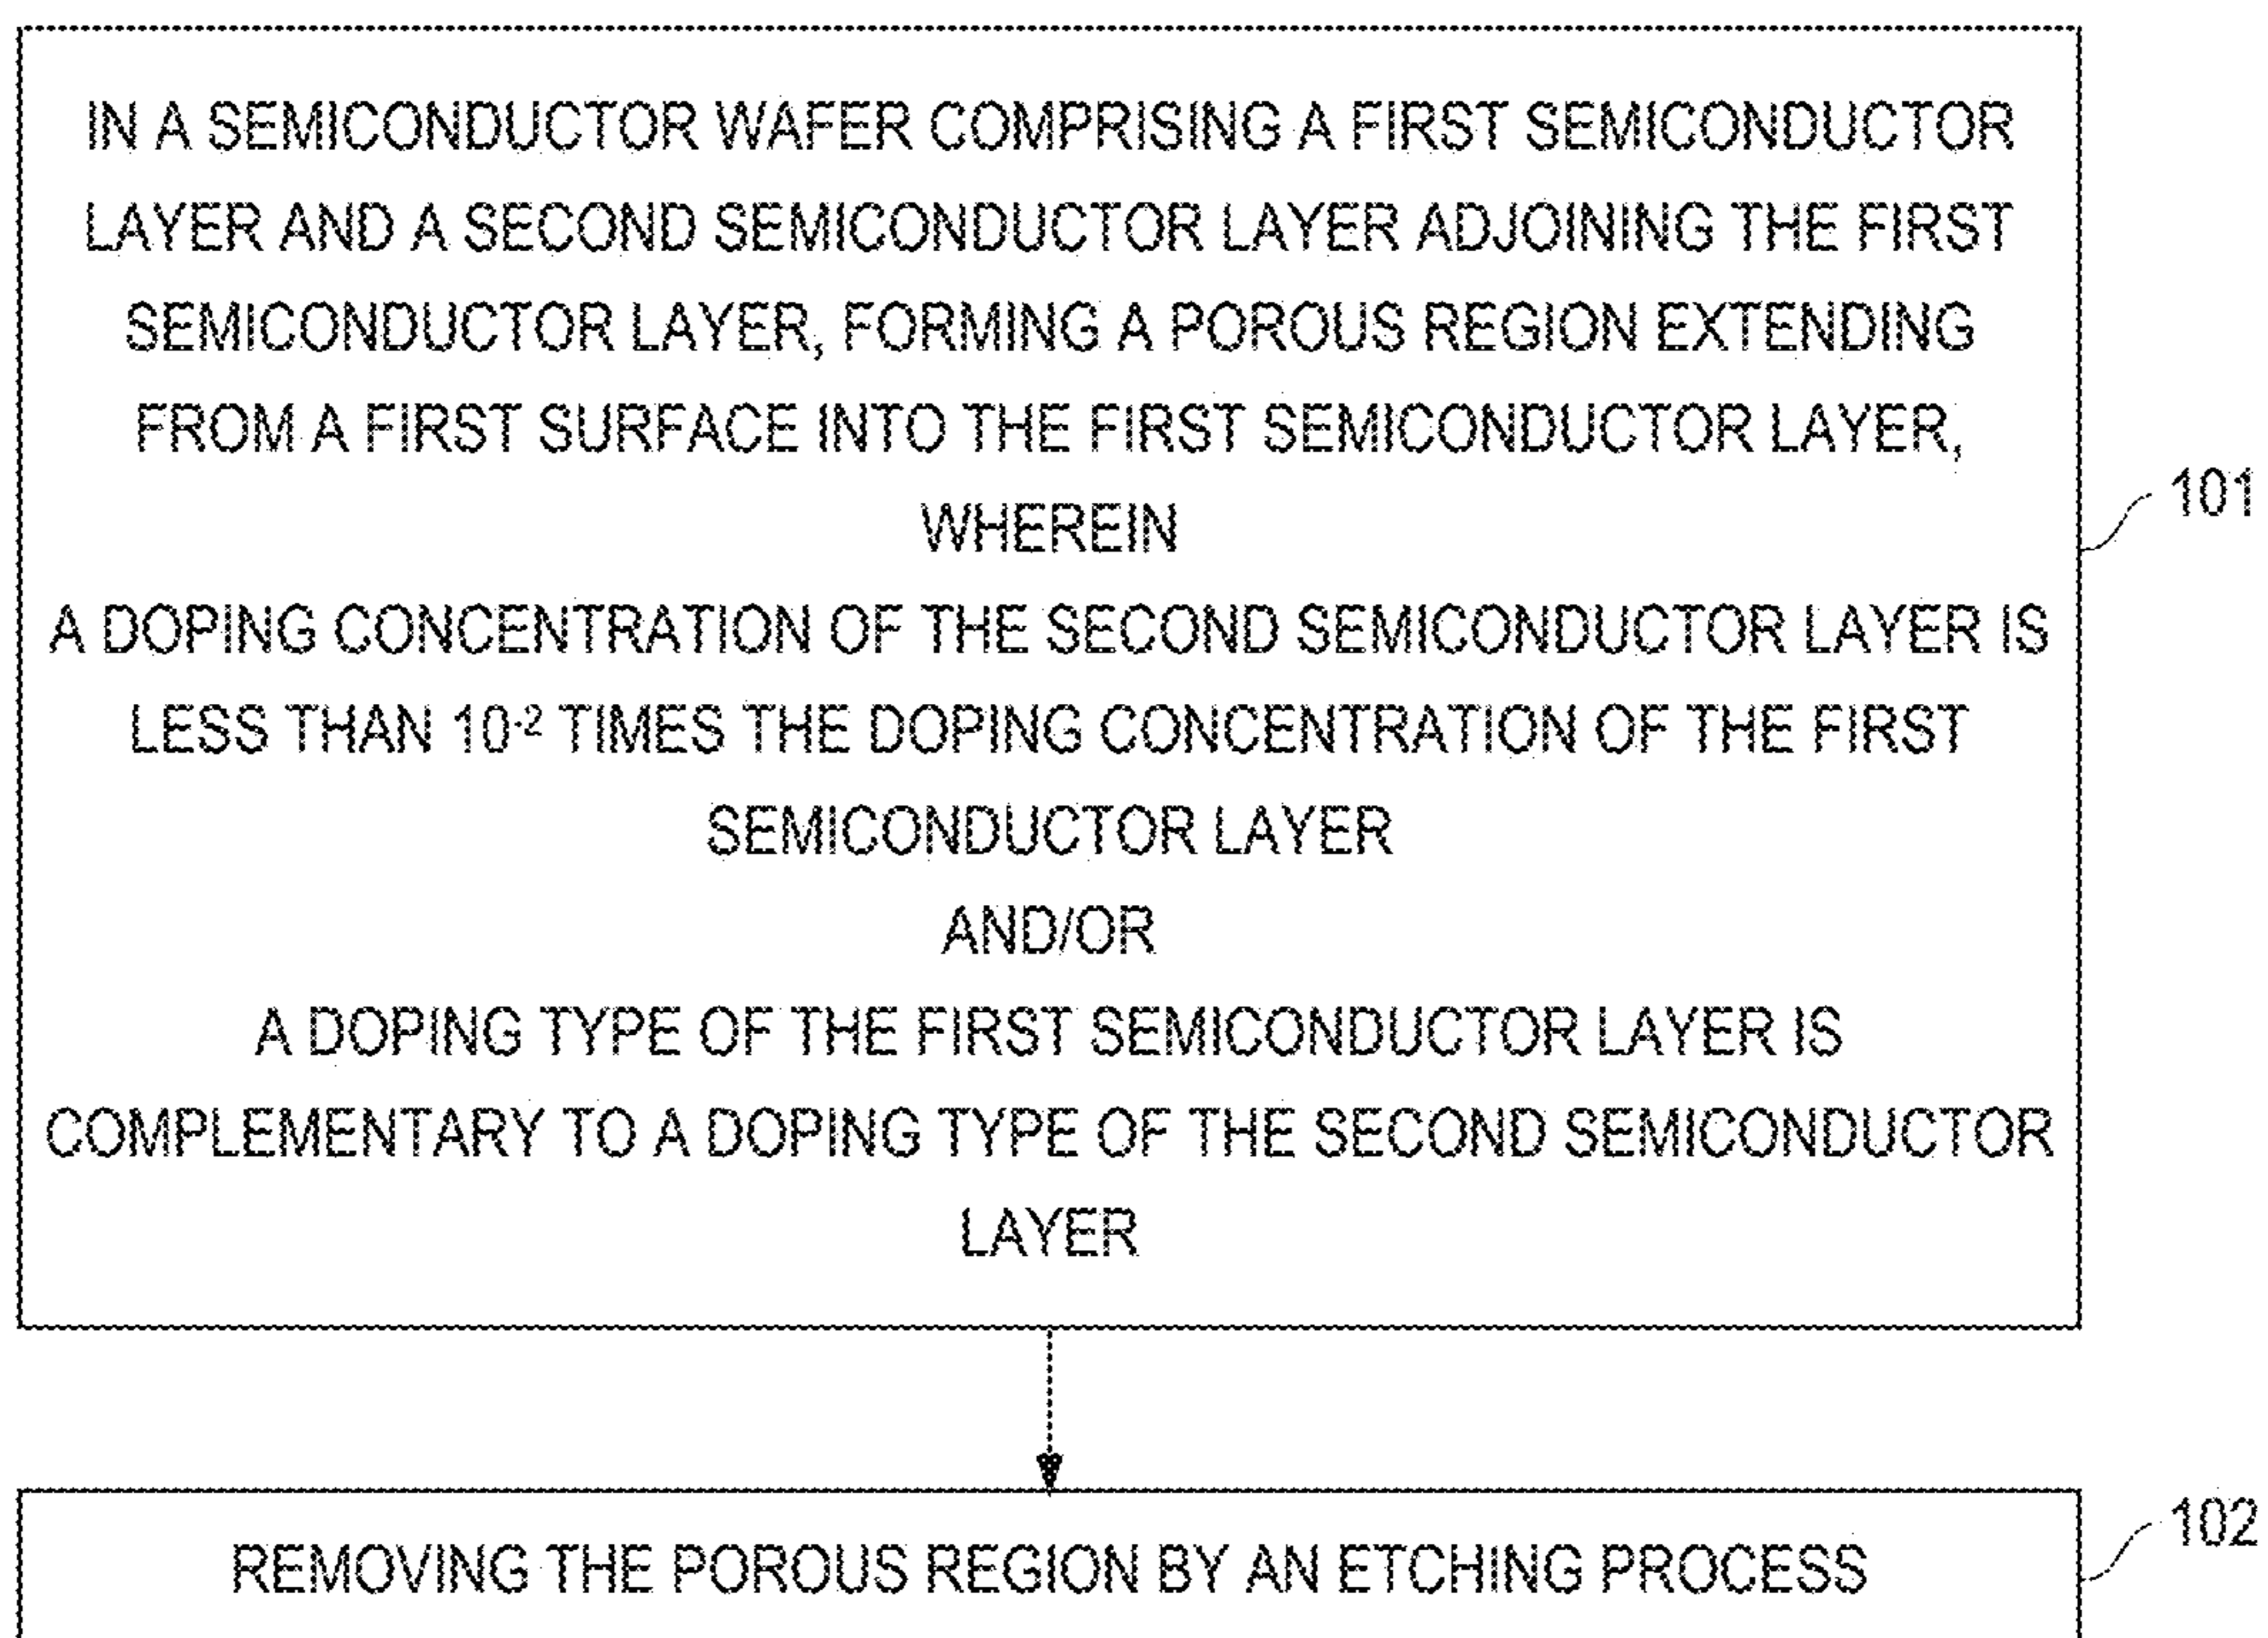 IN A SEMICONDUCTOR WAFER COMPRISING A FIRST SEMICONDUCTOR
LAYER AND A SECOND SEMICONDUCTOR LAYER ADJOINING THE FIRST
SEMICONDUCTOR LAYER, FORMING A POROUS REGION EXTENDING
FROM A FIRST SURFACE INTO THE FIRST SEMICONDUCTOR LAYER,
WHEREIN
A DOPING CONCENTRATION OF THE SECOND SEMICONDUCTOR LAYER IS
LESS THAN 10⁻² TIMES THE DOPING CONCENTRATION OF THE FIRST
SEMICONDUCTOR LAYER
AND/OR
A DOPING TYPE OF THE FIRST SEMICONDUCTOR LAYER IS
COMPLEMENTARY TO A DOPING TYPE OF THE SECOND SEMICONDUCTOR
LAYER
101
REMOVING THE POROUS REGION BY AN ETCHING PROCESS
102